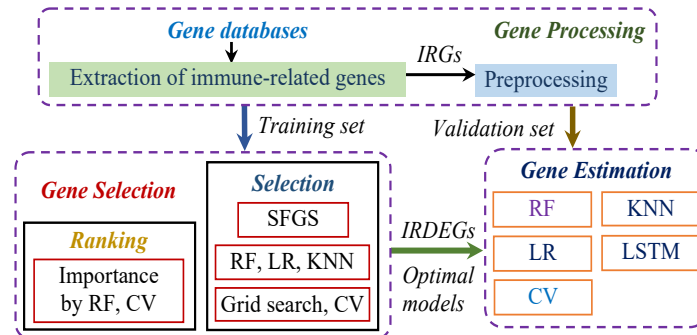 Gene databases
Gene Processing
IRGs
Extraction of immune-related genes
Preprocessing
Training set
Validation set
Gene Selection
Ranking
Importance
by RF, CV
Selection
SFGS
RF, LR, KNN
Grid search, CV
IRDEGs
Optimal
models
Gene Estimation
RF
KNN
LR
LSTM
CV